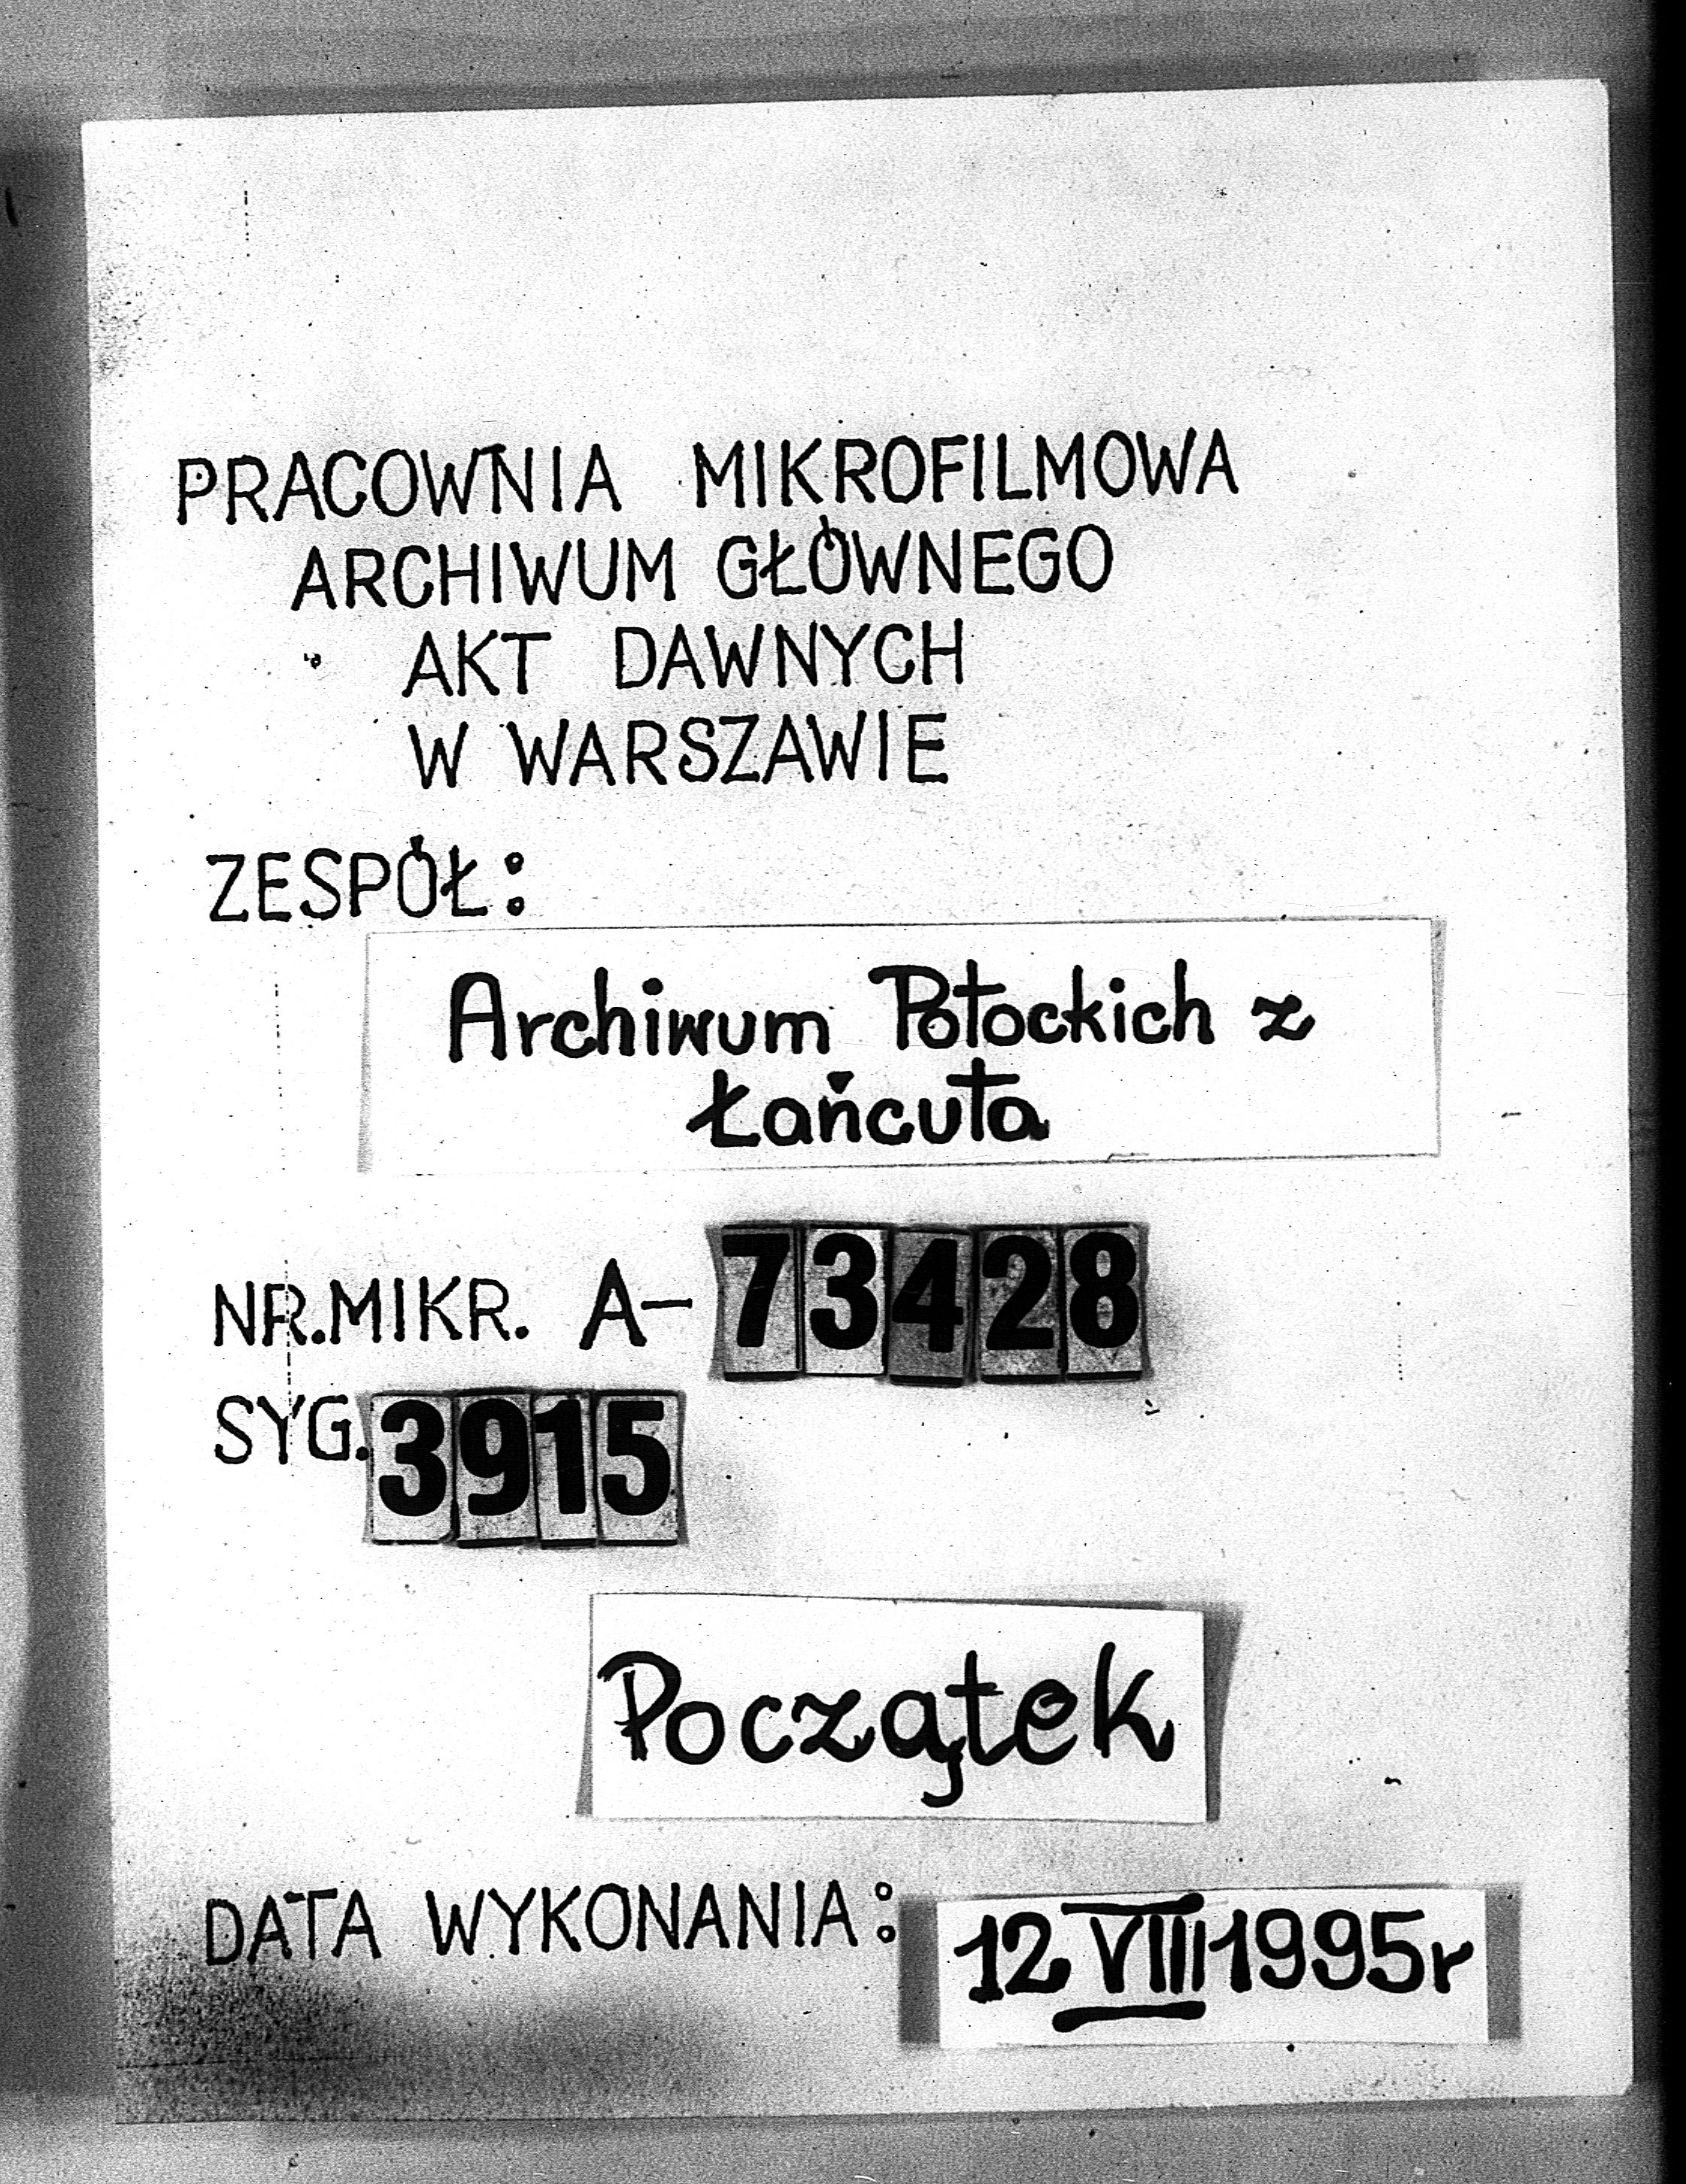 PRACOWNIA MIKROFILMOWA
ARCHIWUM GŁÓWNEGO
AKT DAWNYCH
W WARSZAWIE
ZESPÓŁ:
Archiwum Potockich z
Łańcuta
NR.MIKR. A-73428
SYG. 3915
Początek
DATA WYKONANIA: 12 VIII 1995r